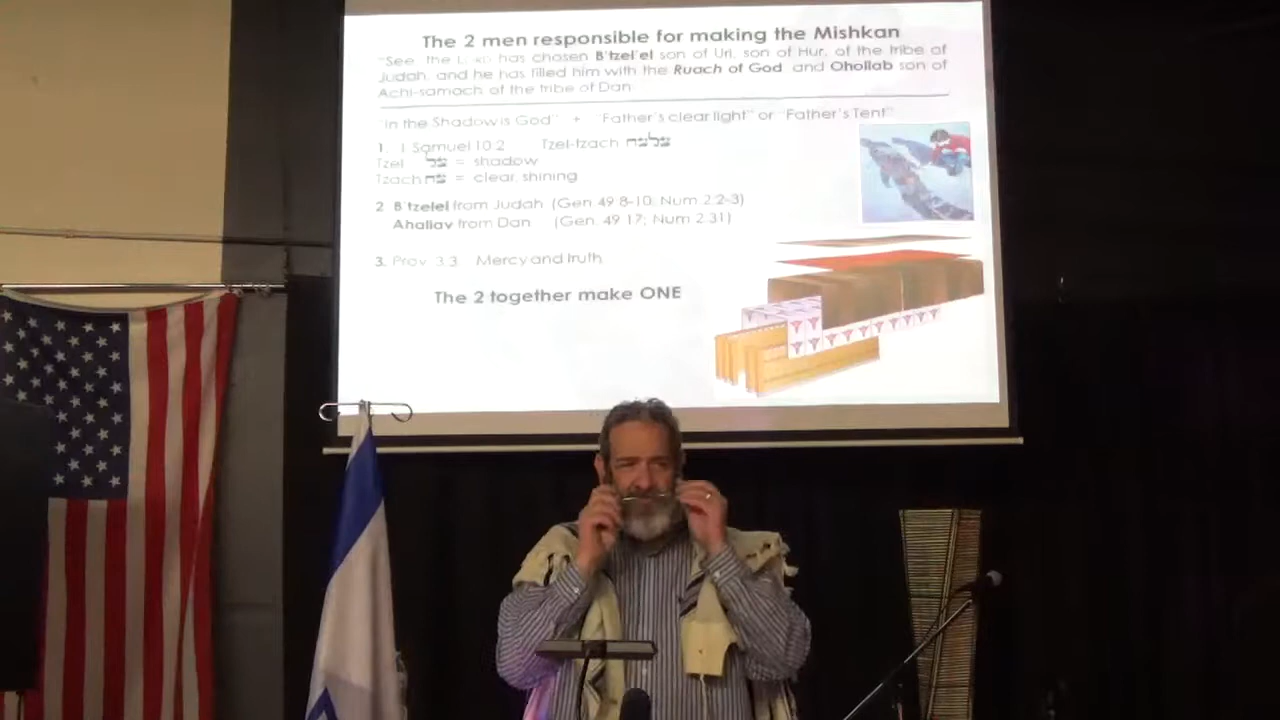 The 2 men responsible for making the Mishkan
"See, the LORD has chosen B'tzel'el son of Uri, son of Hur, of the tribe of
Judah, and he has filled him with the Ruach of God and Oholiab son of
Achi-samach, of the tribe of Dan
"In the Shadow is God" + "Father's clear light" or "Father's Tent"
1. I Samuel 10.2 Tzel-tzach צלצח
Tzel צל = shadow
Tzach צח = clear, shining
2 B'tzelel from Judah (Gen. 49 8-10; Num 2.2-3)
Ahaliav from Dan (Gen. 49 17; Num 2.31)
3. Prov 3.3 Mercy and truth
The 2 together make ONE